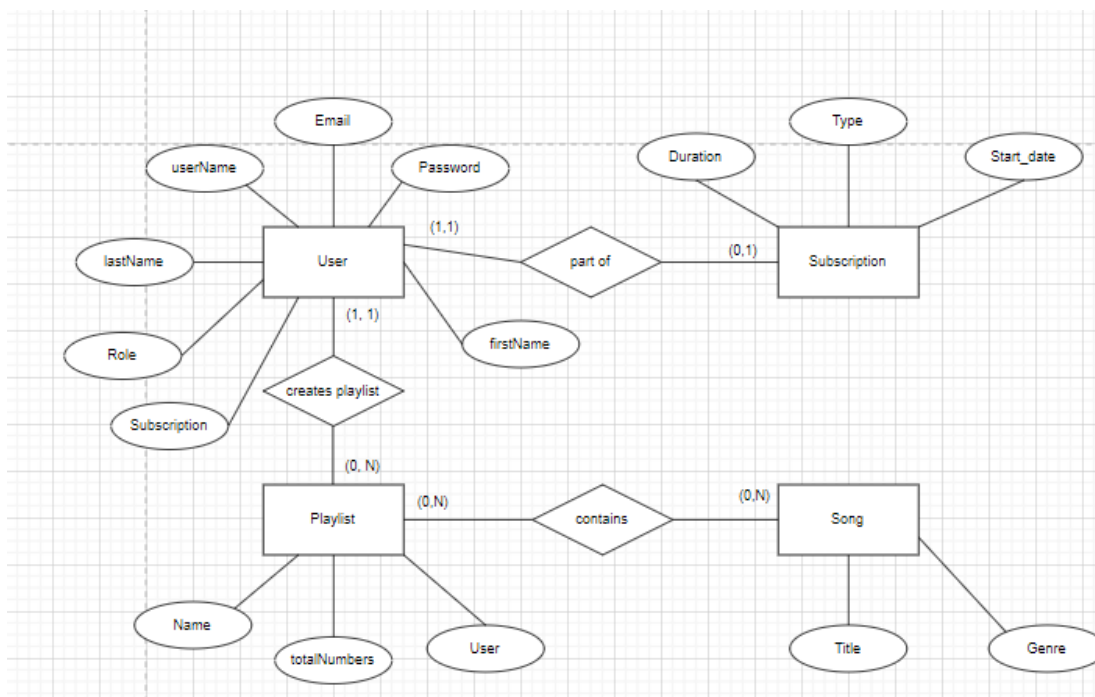 Email
Type
userName
Password
Duration
Start_date
(1,1)
(0,1)
lastName
User
part of
Subscription
(1, 1)
firstName
Role
creates playlist
Subscription
(0, N)
(0,N)
(0,N)
Playlist
contains
Song
Name
totalNumbers
User
Title
Genre